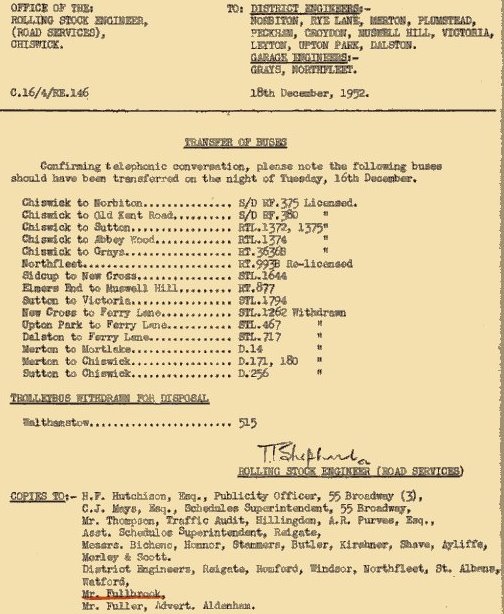 OFFICE OF THE:
ROLLING STOCK ENGINEER,
(ROAD SERVICES),
CHISWICK.
TO: DISTRICT ENGINEERS:-
NORBITON, RYE LANE, MERTON, PLUMSTEAD,
PECKHAM, CROYDON, MUSWELL HILL, VICTORIA,
LEYTON, UPTON PARK, DALSTON.
GARAGE ENGINEERS:-
GRAYS, NORTHFLEET.
C.16/4/RE.146
18th December, 1952.
TRANSFER OF BUSES
Confirming telephonic conversation, please note the following buses
should have been transferred on the night of Tuesday, 16th December.
Chiswick to Norbiton................. S/D RF.375 Licensed.
Chiswick to Old Kent Road............ S/D RF.380 "
Chiswick to Sutton................... RTL.1372, 1375"
Chiswick to Abbey Wood............... RTL.1374 "
Chiswick to Grays.................... RT.3636B "
Northfleet........................... RT.993B Re-licensed
Sidcup to New Cross.................. STL.1644
Elmers End to Muswell Hill........... RT.877
Sutton to Victoria................... STL.1794
New Cross to Ferry Lane.............. STL.1262 Withdrawn
Upton Park to Ferry Lane............. STL.467 "
Dalston to Ferry Lane................ STL.717 "
Merton to Mortlake................... D.14 "
Merton to Chiswick................... D.171, 180 "
Sutton to Chiswick................... D.256 "
TROLLEYBUS WITHDRAWN FOR DISPOSAL
Walthamstow.......................... 515
T. Shepherd
ROLLING STOCK ENGINEER (ROAD SERVICES)
COPIES TO:- H.F. Hutchison, Esq., Publicity Officer, 55 Broadway (3),
C.J. Mays, Esq., Schedules Superintendent, 55 Broadway,
Mr. Thompson, Traffic Audit, Hillingdon, A.R. Purves, Esq.,
Asst. Schedules Superintendent, Reigate,
Messrs. Honnor, Stammers, Butler, Kirshner, Shave, Ayliffe,
Morley & Scott.
District Engineers, Reigate, Romford, Windsor, Northfleet, St. Albans,
Watford,
Mr. Fullbrook,
Mr. Fuller, Advert. Aldenham.